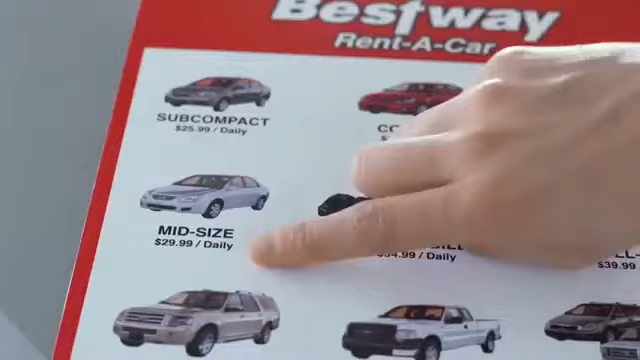 Bestway
Rent-A-Car
SUBCOMPACT
$25.99 / Daily
MID-SIZE
$29.99 / Daily
$34.99 / Daily
$39.99